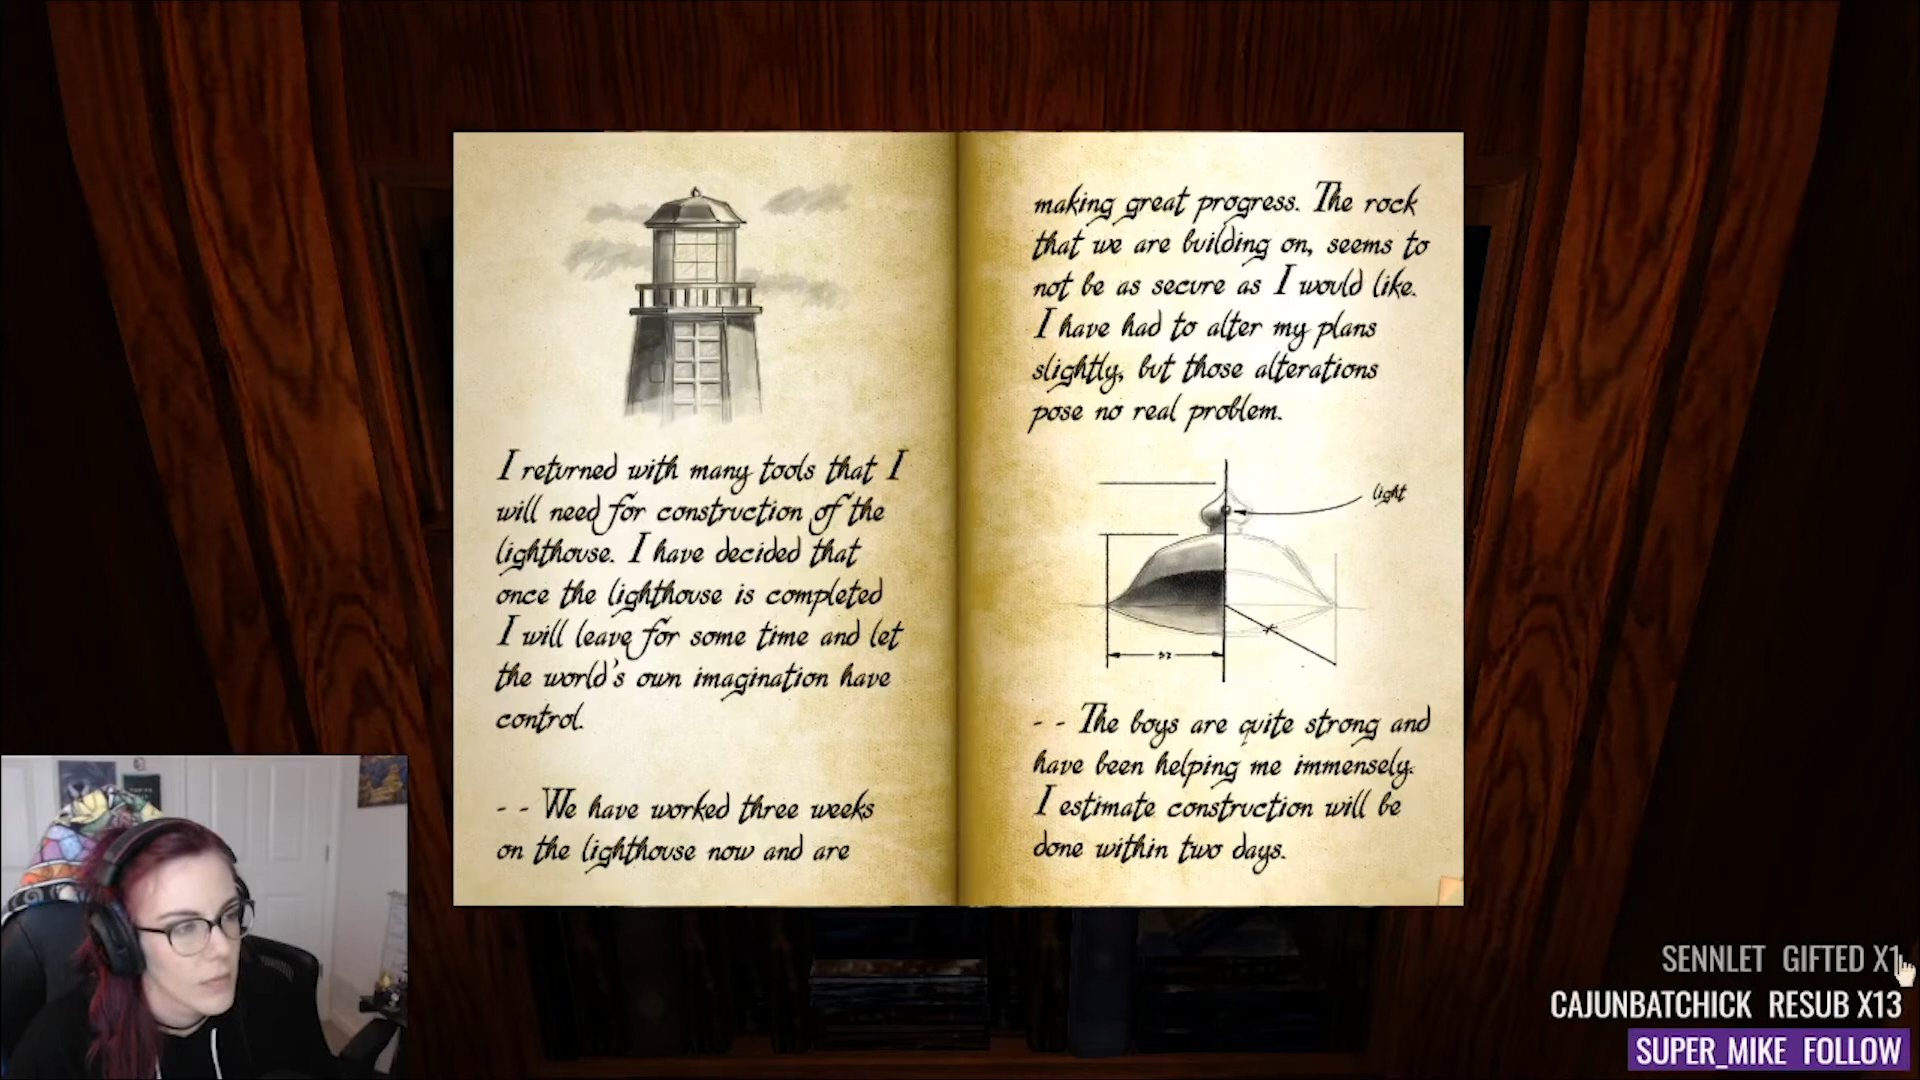 I returned with many tools that I
will need for construction of the
lighthouse. I have decided that
once the lighthouse is completed
I will leave for some time and let
the world's own imagination have
control.
- - We have worked three weeks
on the lighthouse now and are
making great progress. The rock
that we are building on, seems to
not be as secure as I would like.
I have had to alter my plans
slightly, but those alterations
pose no real problem.
light
- - The boys are quite strong and
have been helping me immensely.
I estimate construction will be
done within two days.
SENNLET GIFTED X1
CAJUNBATCHICK RESUB X13
SUPER_MIKE FOLLOW